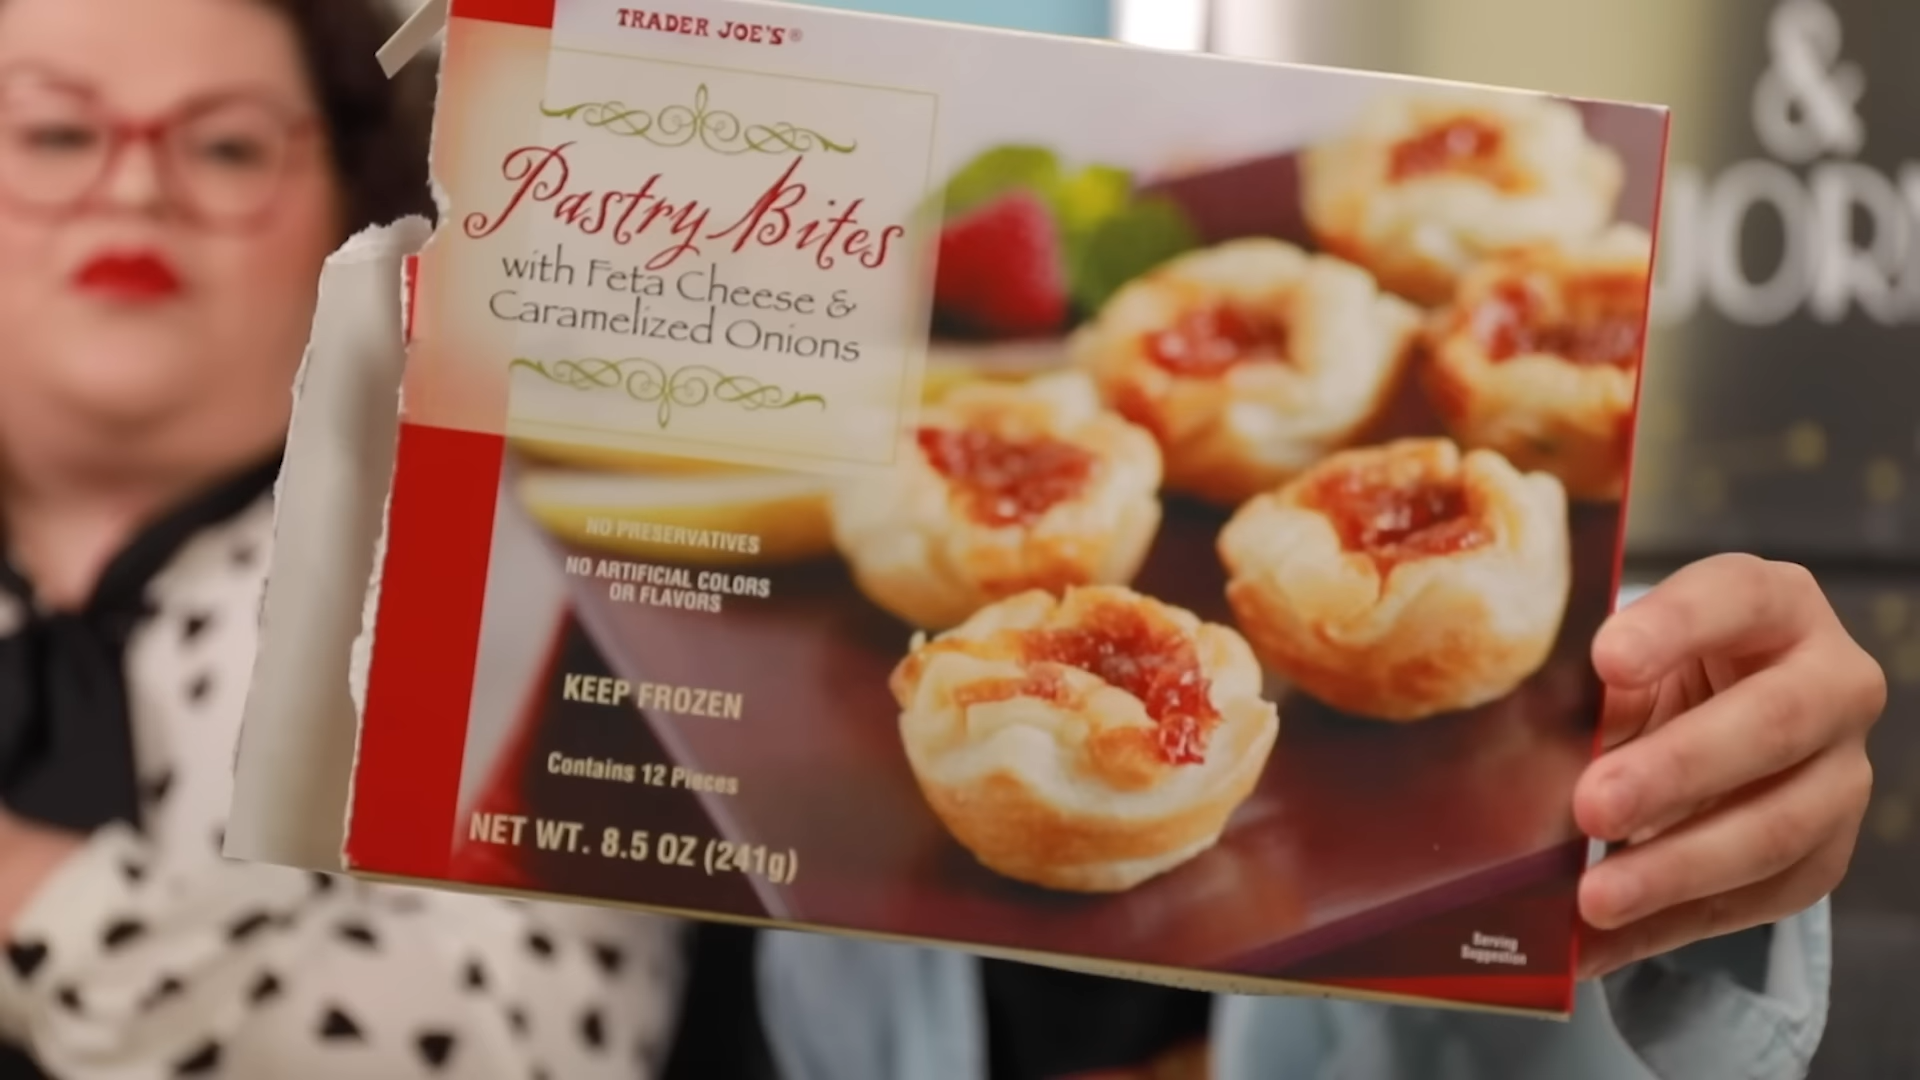 TRADER JOE'S®
Pastry Bites
with Feta Cheese &
Caramelized Onions
NO PRESERVATIVES
NO ARTIFICIAL COLORS
OR FLAVORS
KEEP FROZEN
Contains 12 Pieces
NET WT. 8.5 OZ (241g)
Serving
Suggestion
&